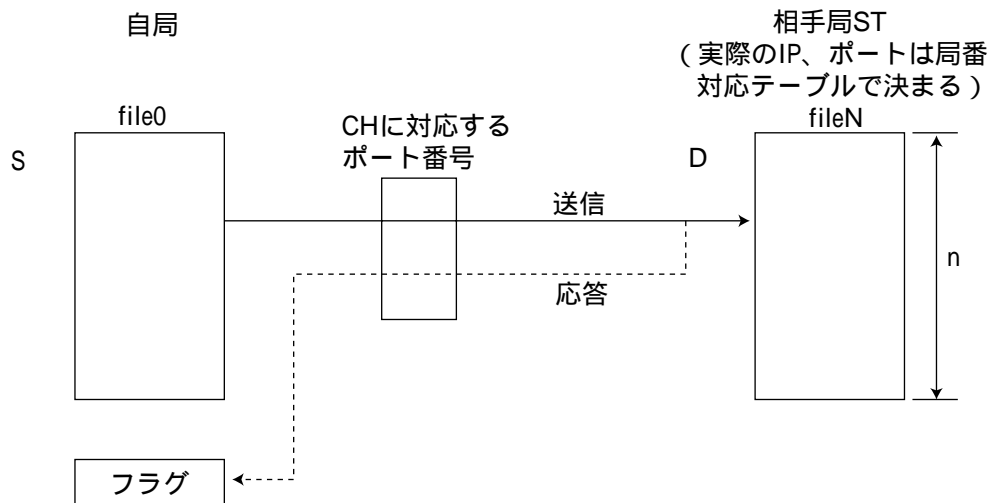 自局
相手局ST
（実際のIP、ポートは局番
対応テーブルで決まる）
file0
CHに対応する
ポート番号
fileN
S
D
送信
n
応答
フラグ